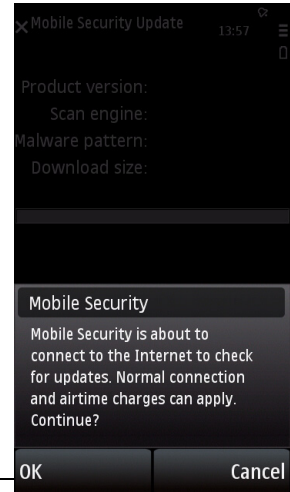 Mobile Security Update
13:57
Product version:
Scan engine:
Malware pattern:
Download size:
Mobile Security
Mobile Security is about to
connect to the Internet to check
for updates. Normal connection
and airtime charges can apply.
Continue?
OK
Cancel